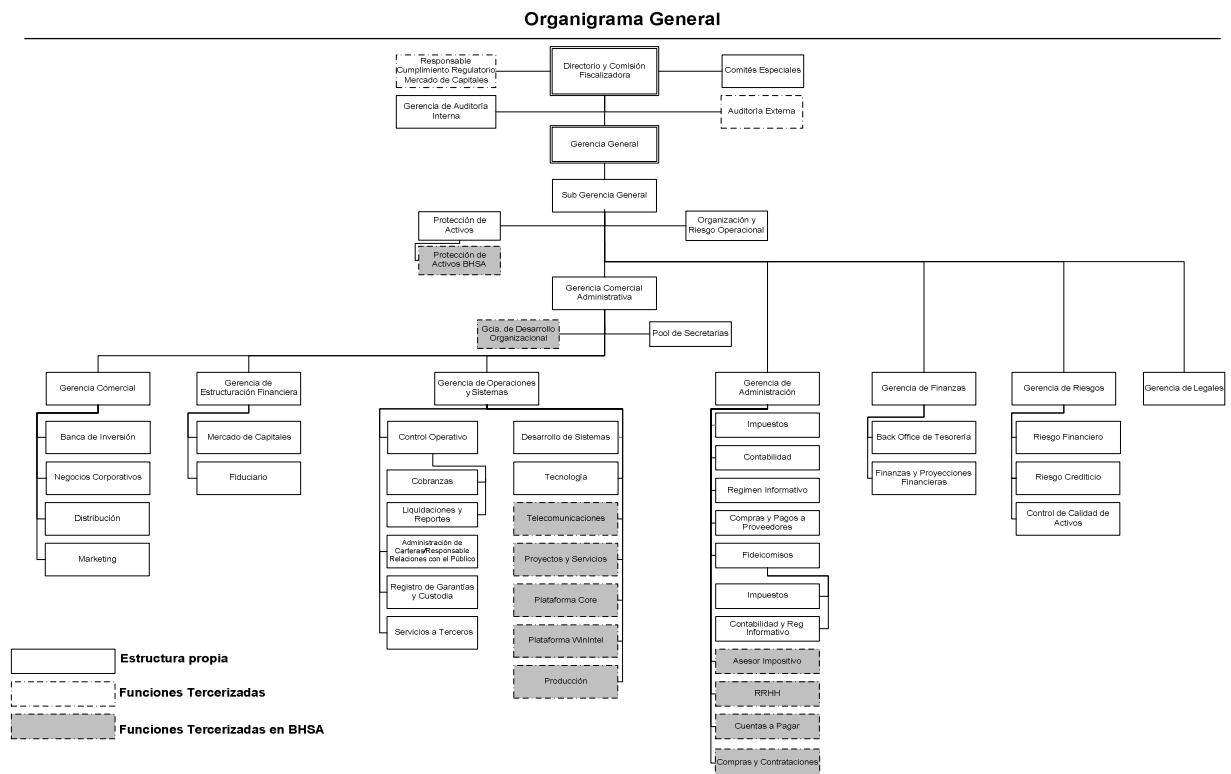 Organigrama General
Responsable
Cumplimiento Regulatorio
Mercado de Capitales
Directorio y Comisión
Fiscalizadora
Comités Especiales
Gerencia de Auditoría
Interna
Auditoría Externa
Gerencia General
Sub Gerencia General
Protección de
Activos
Organización y
Riesgo Operacional
Protección de
Activos BHSA
Gerencia Comercial
Administrativa
Gcia. de Desarrollo
Organizacional
Pool de Secretarias
Gerencia Comercial
Banca de Inversión
Negocios Corporativos
Distribución
Marketing
Gerencia de
Estructuración Financiera
Mercado de Capitales
Fiduciario
Gerencia de Operaciones
y Sistemas
Control Operativo
Cobranzas
Liquidaciones y
Reportes
Administración de
Carteras/Responsable
Relaciones con el Público
Registro de Garantías
y Custodia
Servicios a Terceros
Desarrollo de Sistemas
Tecnología
Telecomunicaciones
Proyectos y Servicios
Plataforma Core
Plataforma WinIntel
Producción
Gerencia de
Administración
Impuestos
Contabilidad
Regimen Informativo
Compras y Pagos a
Proveedores
Fideicomisos
Impuestos
Contabilidad y Reg
Informativo
Asesor Impositivo
RRHH
Cuentas a Pagar
Compras y Contrataciones
Gerencia de Finanzas
Back Office de Tesorería
Finanzas y Proyecciones
Financieras
Gerencia de Riesgos
Riesgo Financiero
Riesgo Crediticio
Control de Calidad de
Activos
Gerencia de Legales
Estructura propia
Funciones Tercerizadas
Funciones Tercerizadas en BHSA